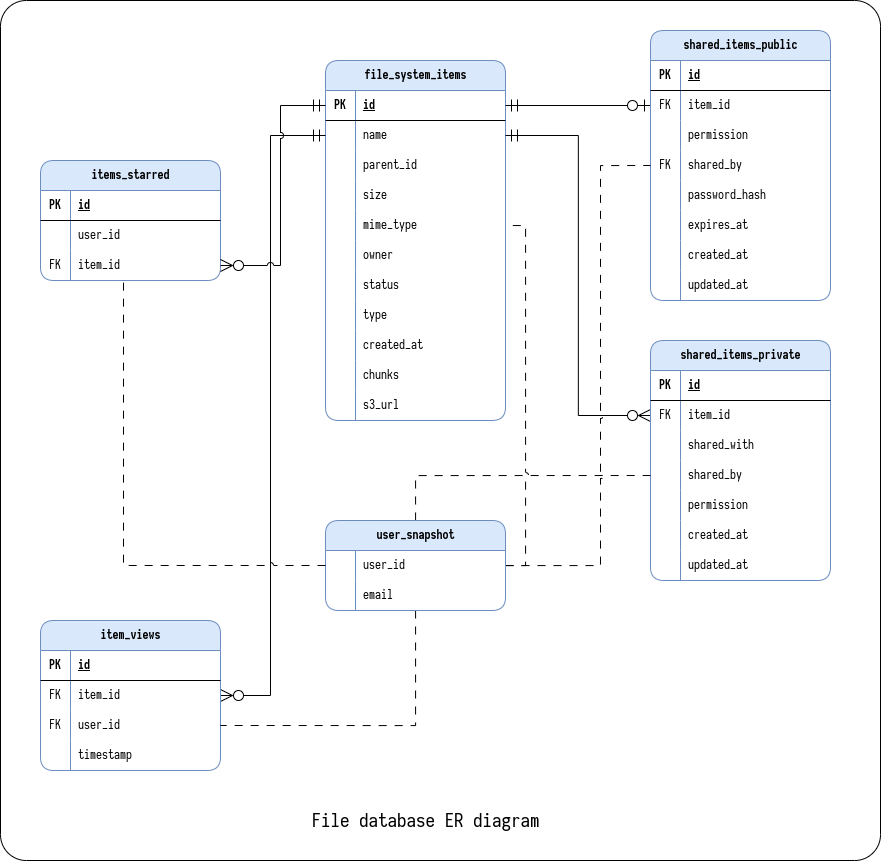 shared_items_public
PK id
FK item_id
permission
FK shared_by
password_hash
expires_at
created_at
updated_at
file_system_items
PK id
name
parent_id
size
mime_type
owner
status
type
created_at
chunks
s3_url
items_starred
PK id
user_id
FK item_id
shared_items_private
PK id
FK item_id
shared_with
shared_by
permission
created_at
updated_at
user_snapshot
user_id
email
item_views
PK id
FK item_id
FK user_id
timestamp
File database ER diagram